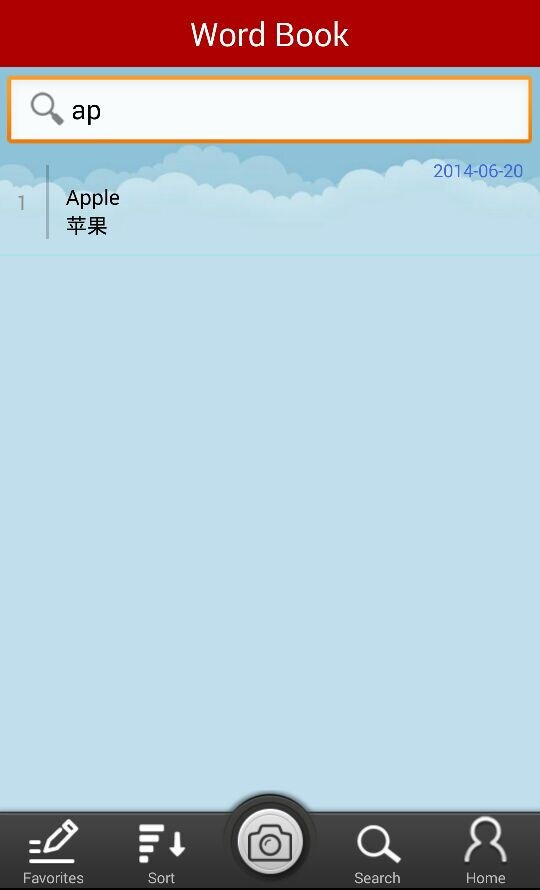 Word Book
ap
2014-06-20
1
Apple
苹果
Favorites
Sort
Search
Home